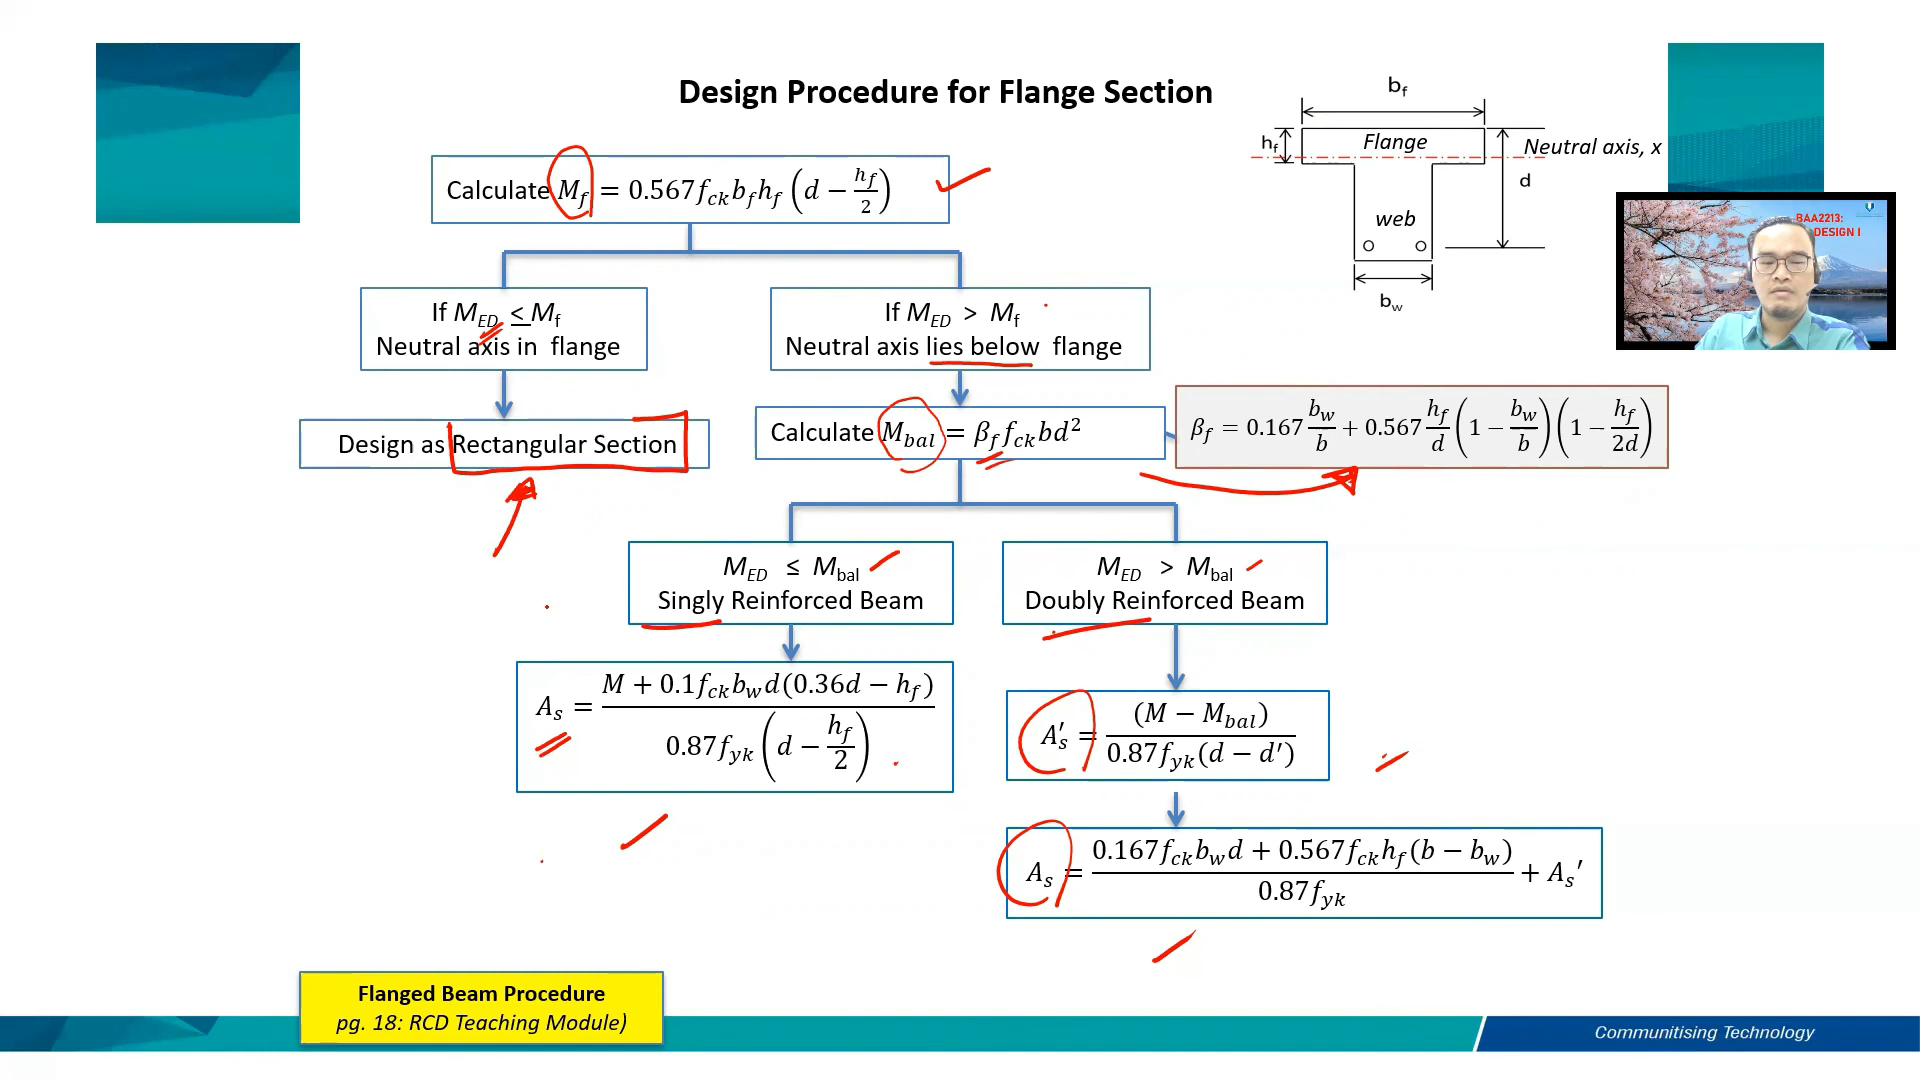 Design Procedure for Flange Section
b_f
h_f
Flange
Neutral axis, x
d
web
b_w
BAA2213:
DESIGN I
Calculate M_f = 0.567f_ck b_f h_f (d − h_f/2)
If M_ED ≤ M_f
Neutral axis in flange
If M_ED > M_f
Neutral axis lies below flange
Design as Rectangular Section
Calculate M_bal = β_f f_ck bd²
β_f = 0.167 b_w/b + 0.567 h_f/d (1 − b_w/b)(1 − h_f/2d)
M_ED ≤ M_bal
Singly Reinforced Beam
M_ED > M_bal
Doubly Reinforced Beam
A_s = (M + 0.1f_ck b_w d(0.36d − h_f)) / (0.87f_yk (d − h_f/2))
A_s′ = (M − M_bal) / (0.87f_yk (d − d′))
A_s = (0.167f_ck b_w d + 0.567f_ck h_f (b − b_w)) / (0.87f_yk) + A_s′
Flanged Beam Procedure
pg. 18: RCD Teaching Module)
Communitising Technology